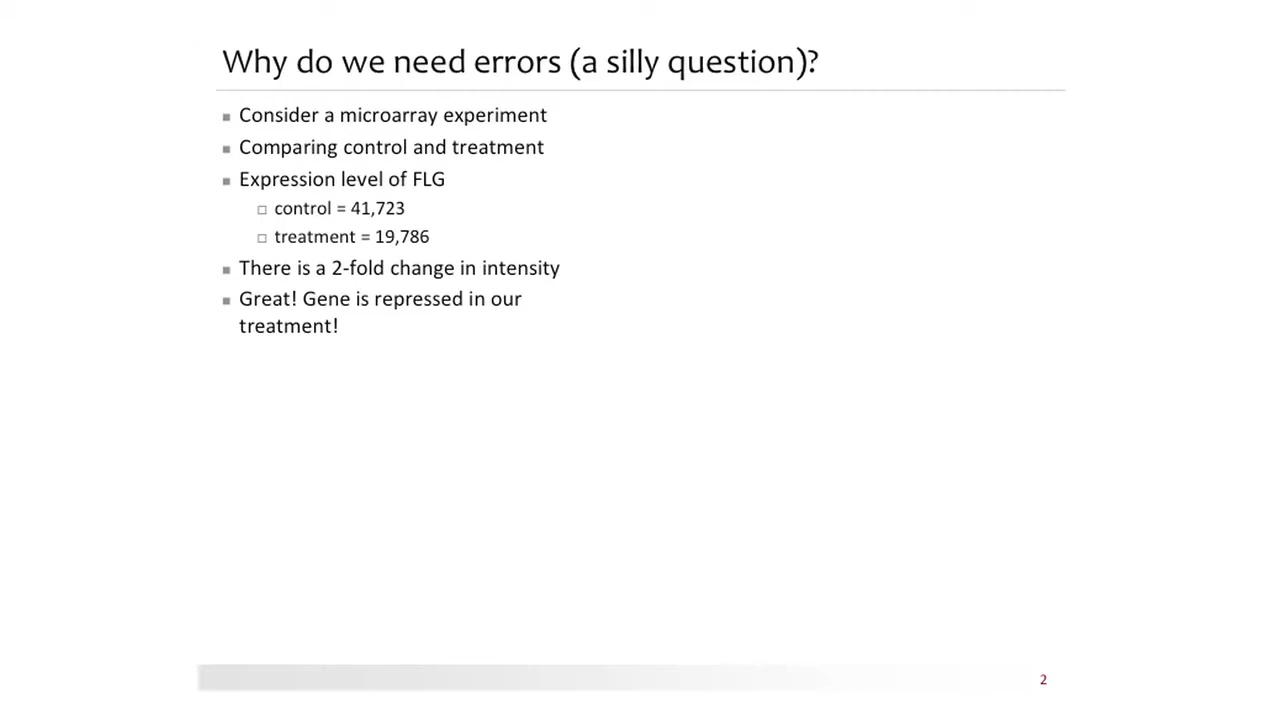 Why do we need errors (a silly question)?
Consider a microarray experiment
Comparing control and treatment
Expression level of FLG
control = 41,723
treatment = 19,786
There is a 2-fold change in intensity
Great! Gene is repressed in our
treatment!
2